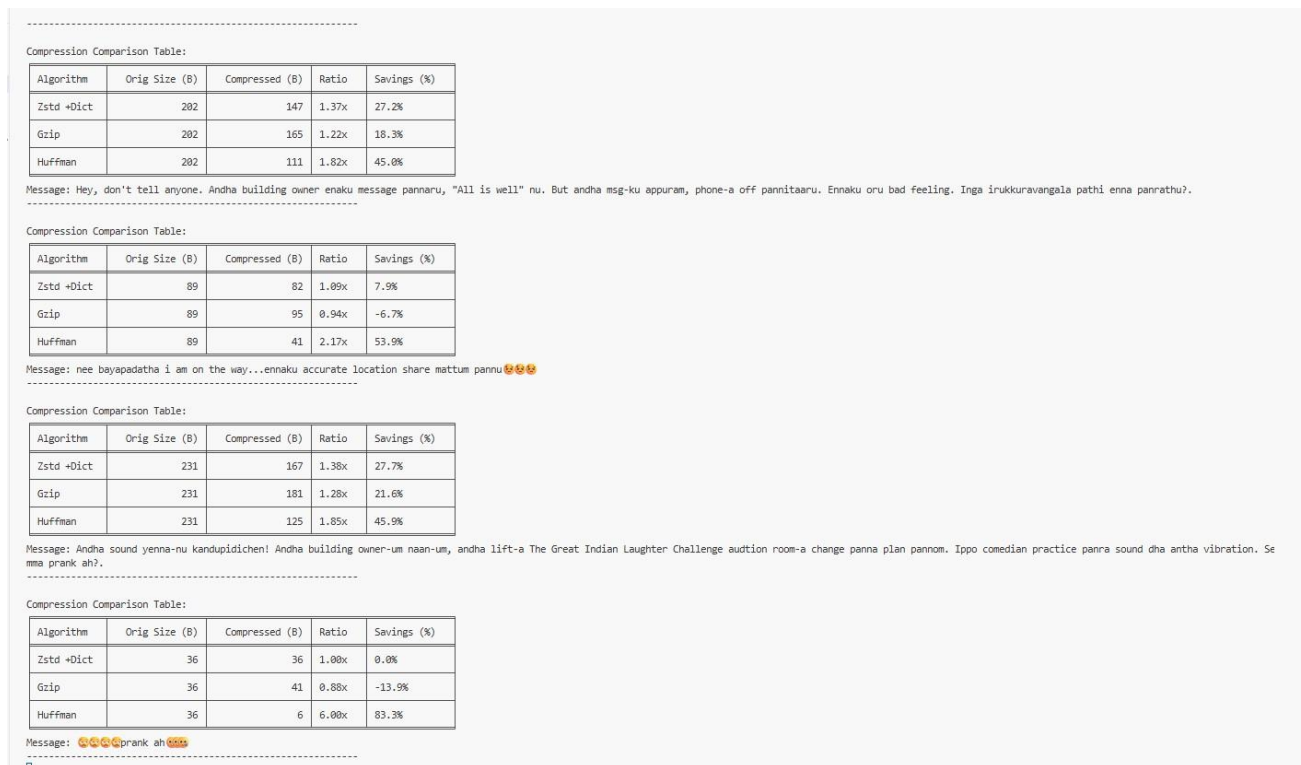 ------------------------------------------------------------
Compression Comparison Table:
Algorithm Orig Size (B) Compressed (B) Ratio Savings (%)
Zstd +Dict 202 147 1.37x 27.2%
Gzip 202 165 1.22x 18.3%
Huffman 202 111 1.82x 45.0%
Message: Hey, don't tell anyone. Andha building owner enaku message pannaru, "All is well" nu. But andha msg-ku appuram, phone-a off pannitaaru. Ennaku oru bad feeling. Inga irukkuravangala pathi enna panrathu?.
------------------------------------------------------------
Compression Comparison Table:
Algorithm Orig Size (B) Compressed (B) Ratio Savings (%)
Zstd +Dict 89 82 1.09x 7.9%
Gzip 89 95 0.94x -6.7%
Huffman 89 41 2.17x 53.9%
Message: nee bayapadatha i am on the way...ennaku accurate location share mattum pannu
------------------------------------------------------------
Compression Comparison Table:
Algorithm Orig Size (B) Compressed (B) Ratio Savings (%)
Zstd +Dict 231 167 1.38x 27.7%
Gzip 231 181 1.28x 21.6%
Huffman 231 125 1.85x 45.9%
Message: Andha sound yenna-nu kandupidichen! Andha building owner-um naan-um, andha lift-a The Great Indian Laughter Challenge audtion room-a change panna plan pannom. Ippo comedian practice panra sound dha antha vibration. Se
mma prank ah?.
------------------------------------------------------------
Compression Comparison Table:
Algorithm Orig Size (B) Compressed (B) Ratio Savings (%)
Zstd +Dict 36 36 1.00x 0.0%
Gzip 36 41 0.88x -13.9%
Huffman 36 6 6.00x 83.3%
Message: prank ah
------------------------------------------------------------